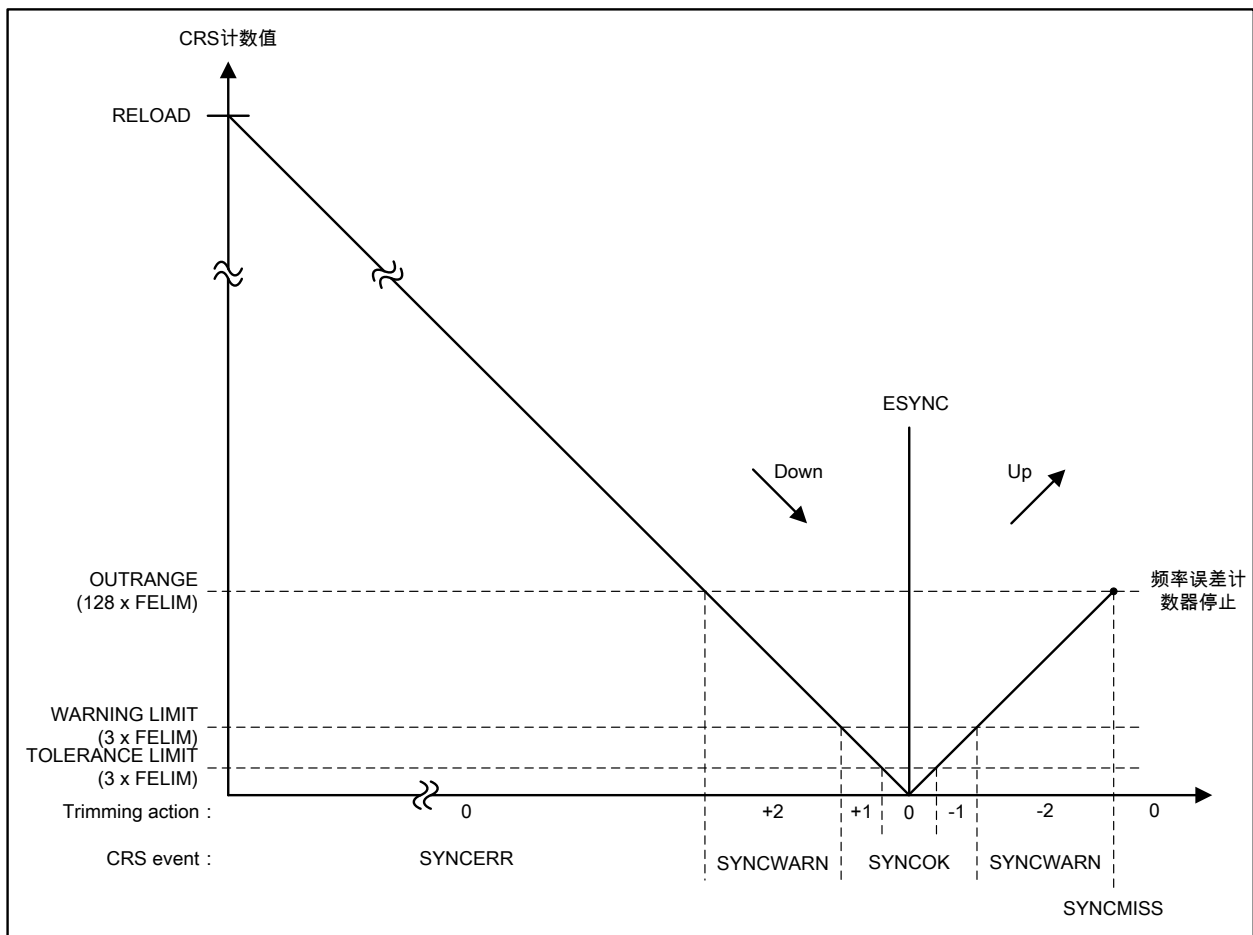 CRS计数值
RELOAD
ESYNC
Down
Up
OUTRANGE
(128 x FELIM)
频率误差计
数器停止
WARNING LIMIT
(3 x FELIM)
TOLERANCE LIMIT
(3 x FELIM)
Trimming action : 0 +2 +1 0 -1 -2 0
CRS event : SYNCERR SYNCWARN SYNCOK SYNCWARN
SYNCMISS